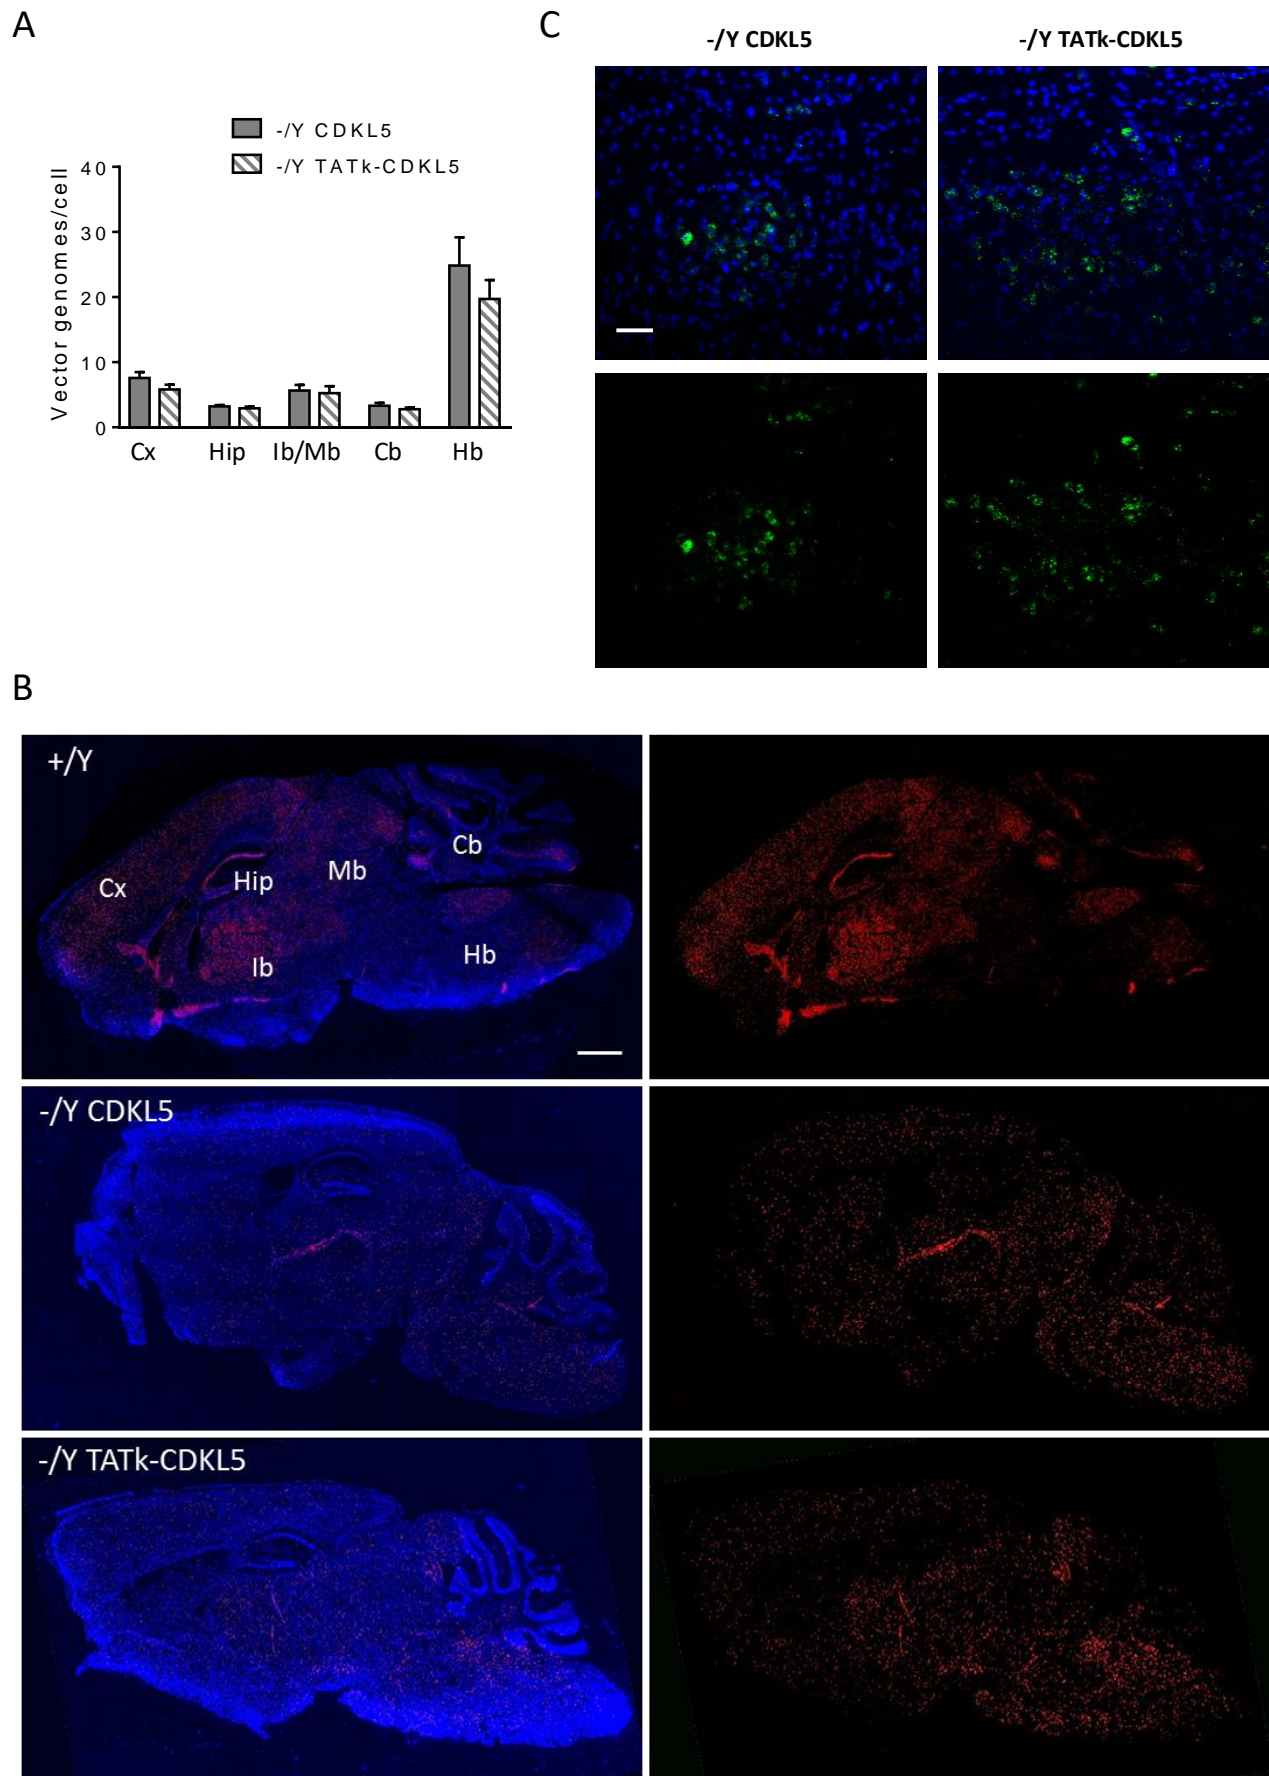 A
-/Y CDKL5
-/Y TATk-CDKL5
Vector genomes/cell
40
30
20
10
0
Cx Hip Ib/Mb Cb Hb
C
-/Y CDKL5 -/Y TATk-CDKL5
B
+/Y
Cb
Mb
Hip
Cx
Hb
Ib
-/Y CDKL5
-/Y TATk-CDKL5